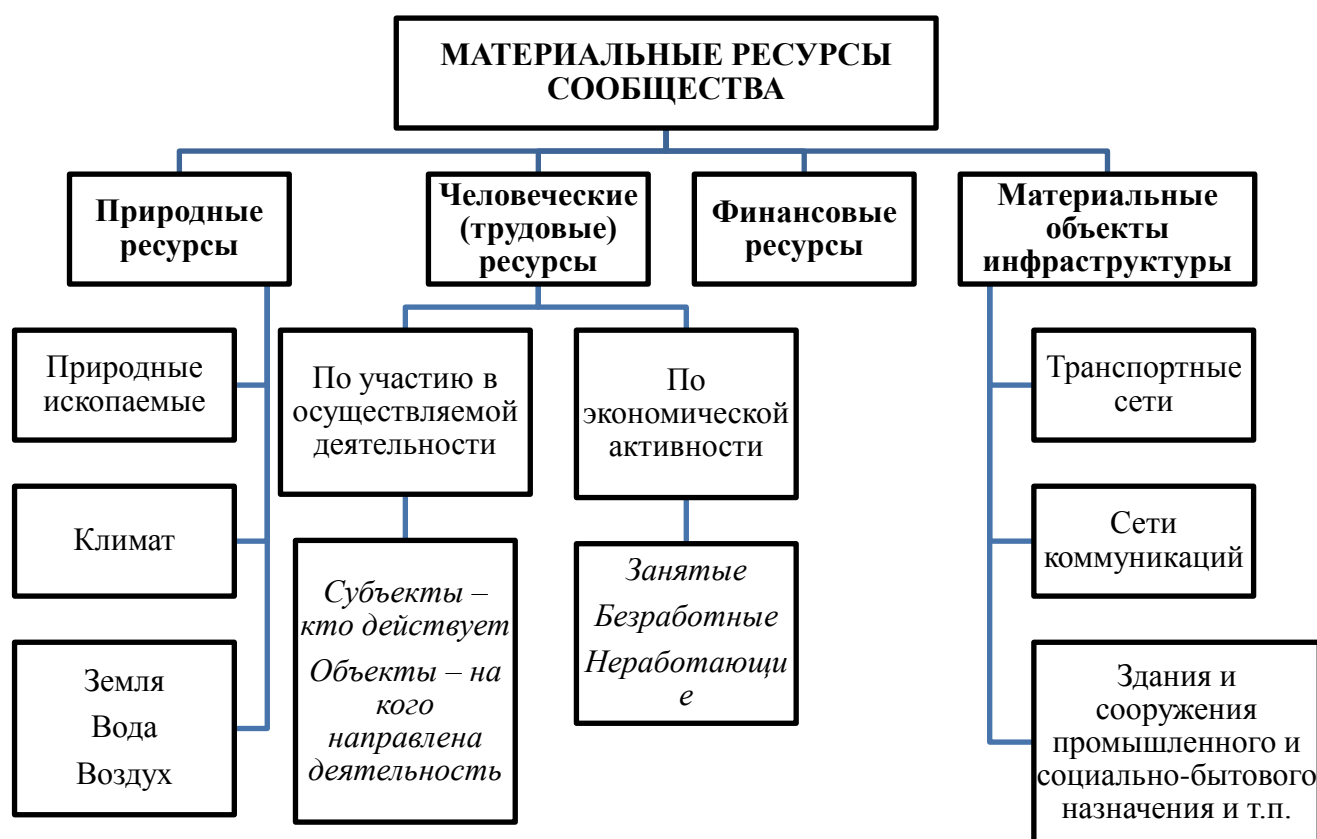 МАТЕРИАЛЬНЫЕ РЕСУРСЫ
СООБЩЕСТВА
Природные
ресурсы
Человеческие
(трудовые)
ресурсы
Финансовые
ресурсы
Материальные
объекты
инфраструктуры
Природные
ископаемые
Климат
Земля
Вода
Воздух
По участию в
осуществляемой
деятельности
Субъекты –
кто действует
Объекты – на
кого
направлена
деятельность
По
экономической
активности
Занятые
Безработные
Неработающи
е
Транспортные
сети
Сети
коммуникаций
Здания и
сооружения
промышленного и
социально-бытового
назначения и т.п.